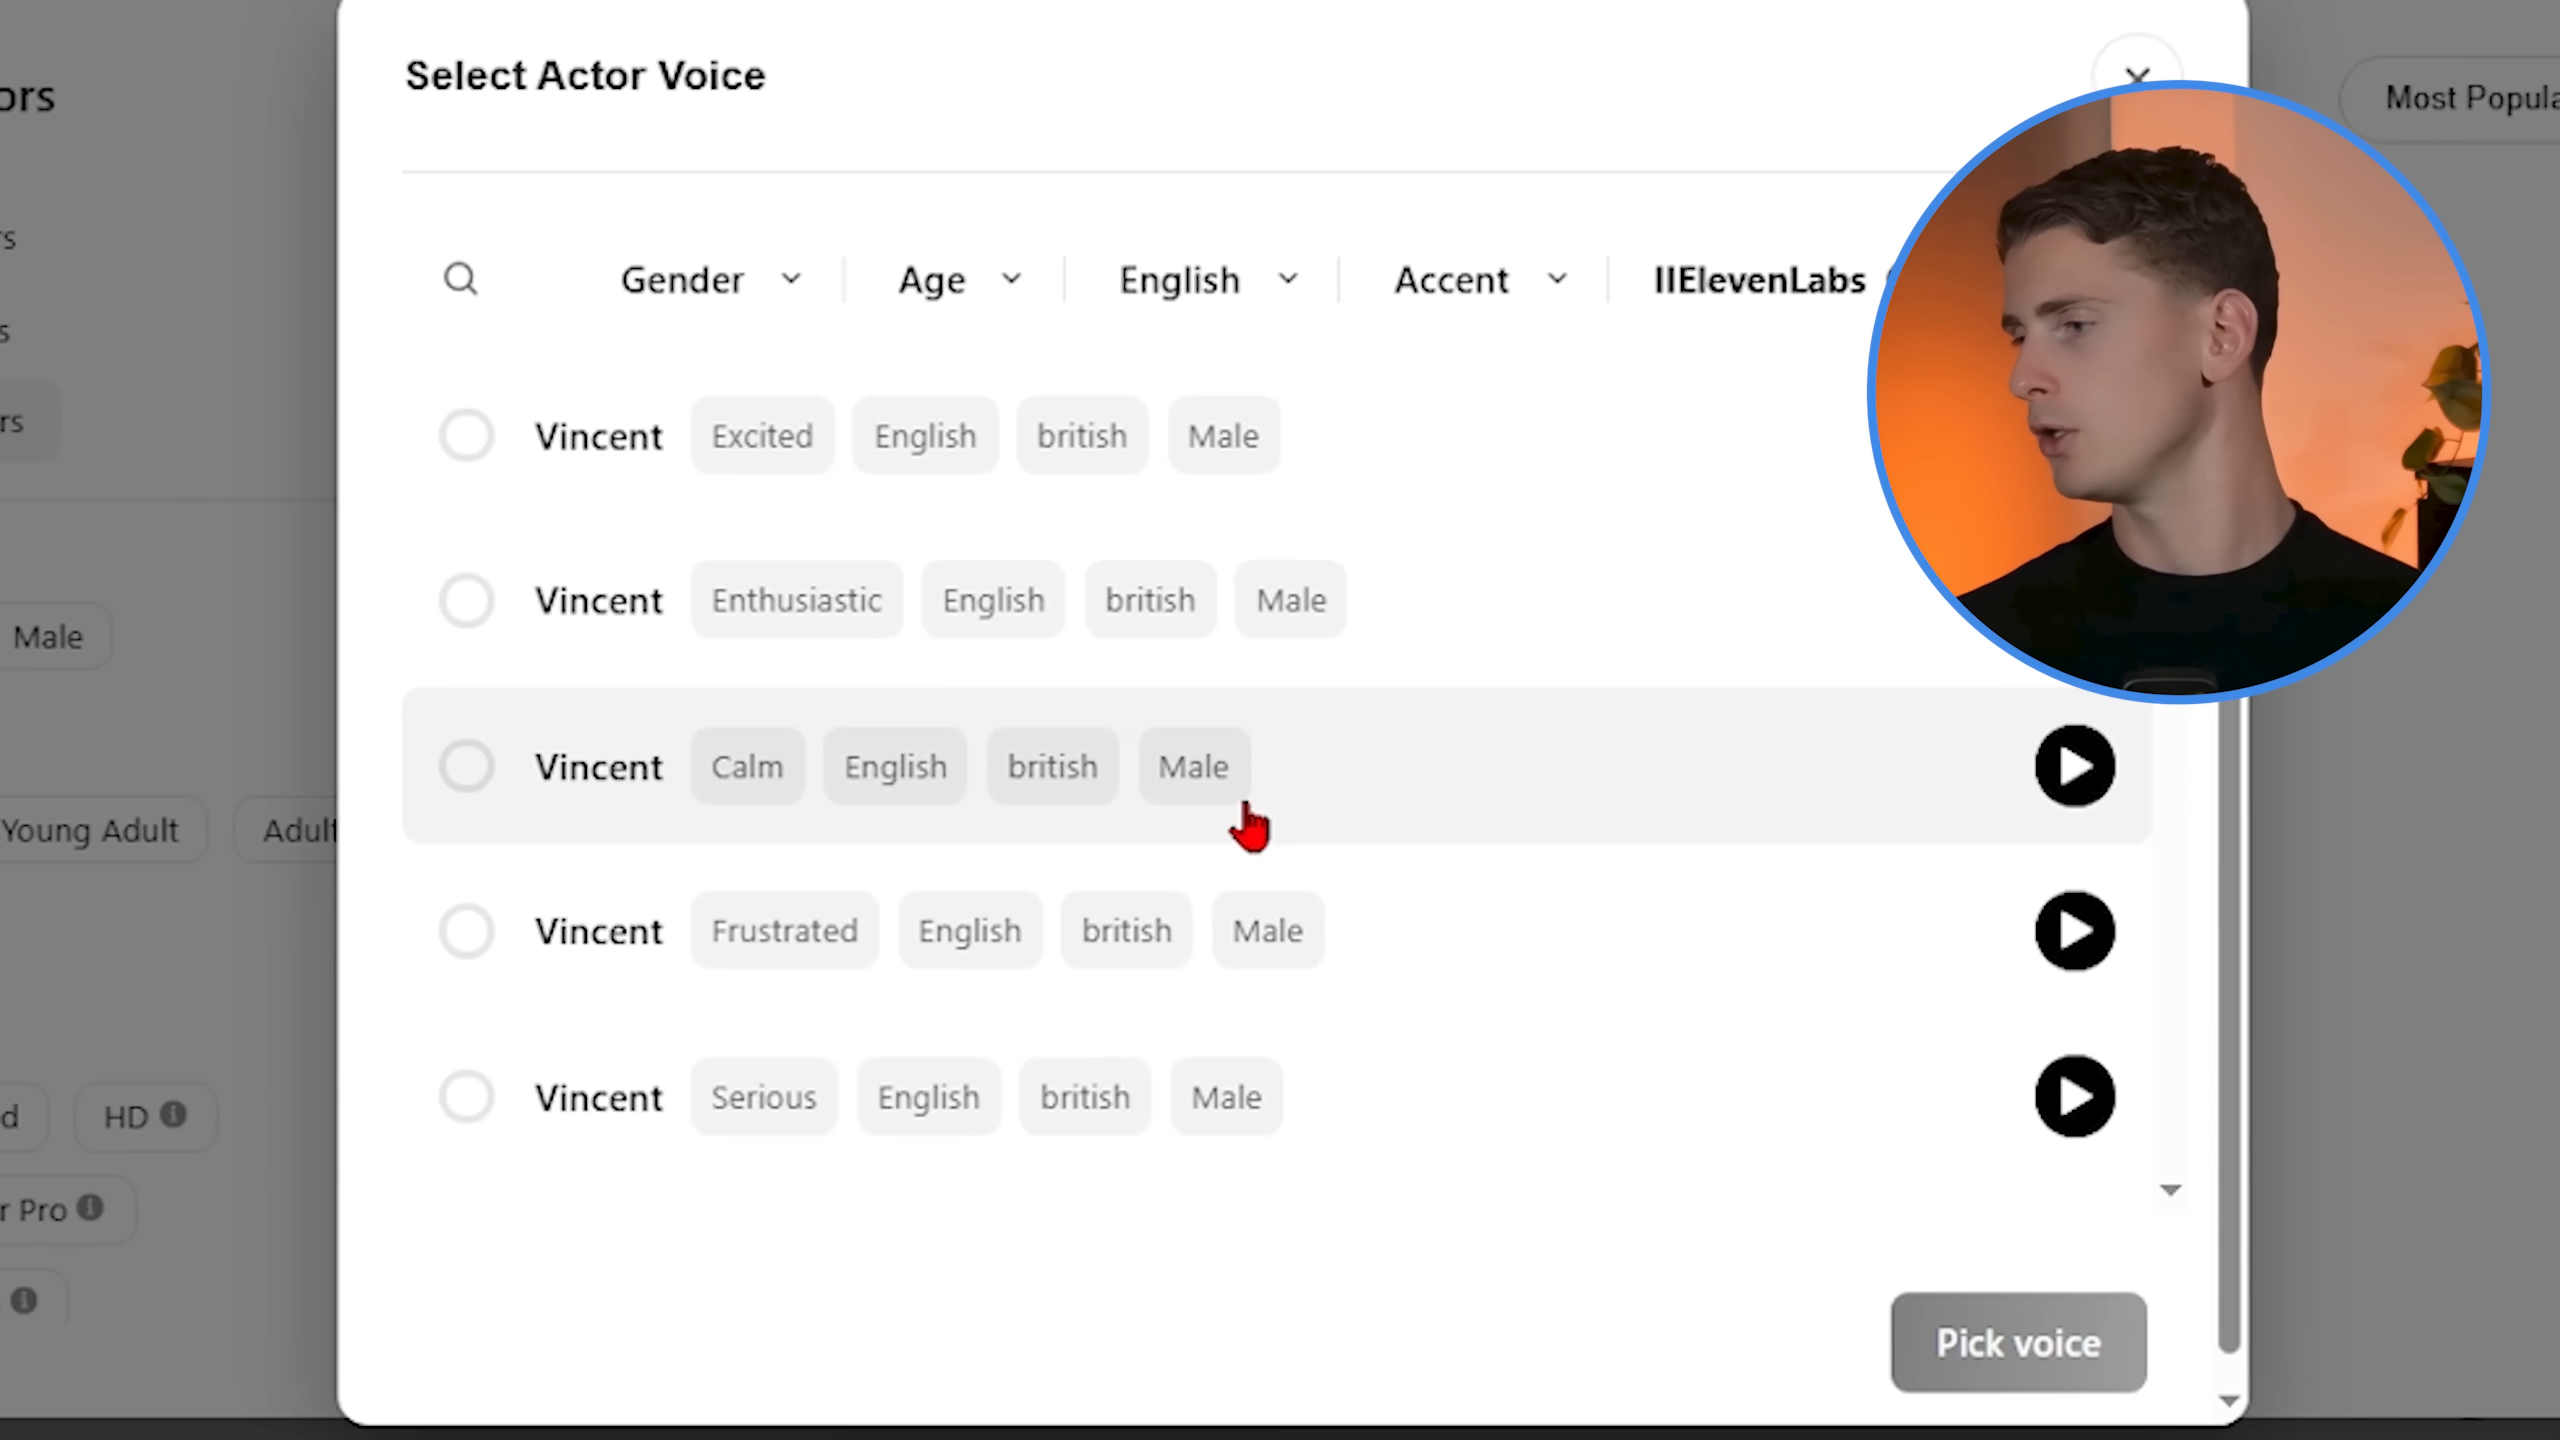 ors
Select Actor Voice
Most Popula
rs
s
rs
Gender Age English Accent IIElevenLabs
Vincent Excited English british Male
Vincent Enthusiastic English british Male
Male
Vincent Calm English british Male
Young Adult Adult
Vincent Frustrated English british Male
Vincent Serious English british Male
d HD
r Pro
Pick voice